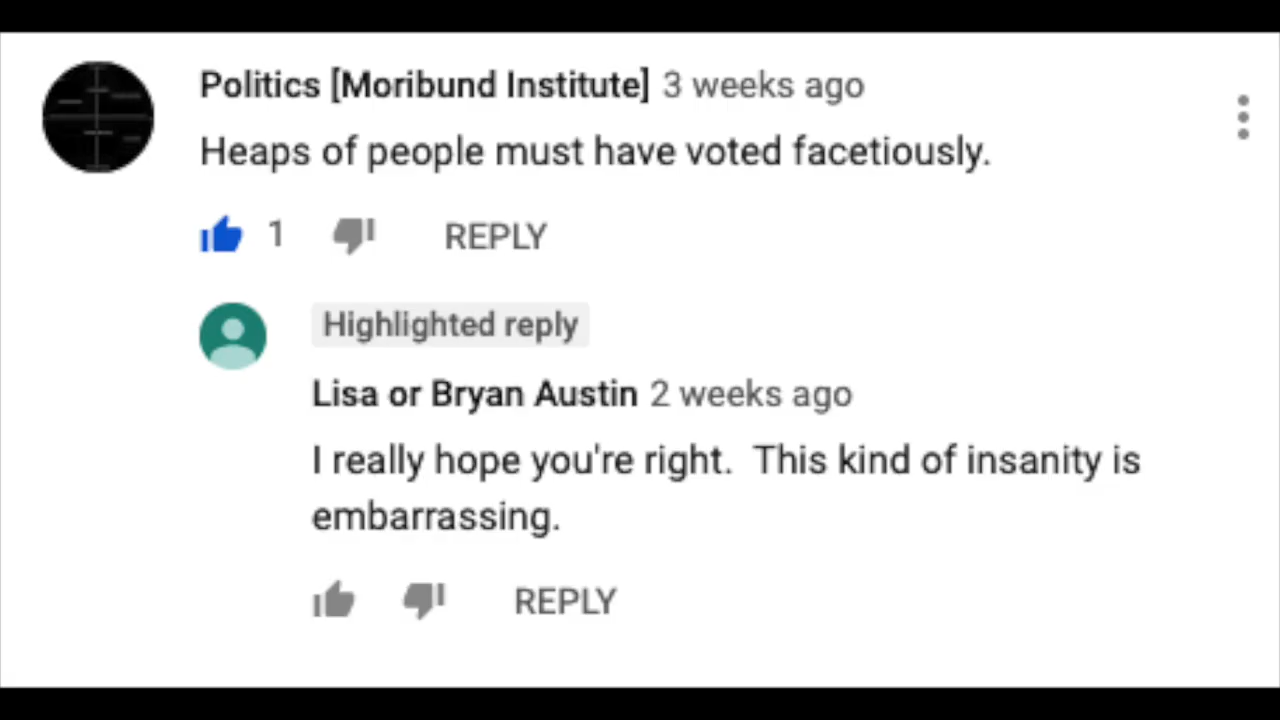 Politics [Moribund Institute] 3 weeks ago
Heaps of people must have voted facetiously.
1 REPLY
Highlighted reply
Lisa or Bryan Austin 2 weeks ago
I really hope you're right.  This kind of insanity is
embarrassing.
REPLY